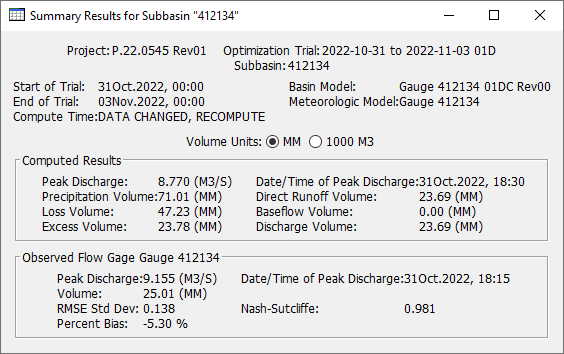 Summary Results for Subbasin "412134"
Project: P.22.0545 Rev01 Optimization Trial: 2022-10-31 to 2022-11-03 01D
Subbasin: 412134
Start of Trial: 31Oct.2022, 00:00 Basin Model: Gauge 412134 01DC Rev00
End of Trial: 03Nov.2022, 00:00 Meteorologic Model: Gauge 412134
Compute Time:DATA CHANGED, RECOMPUTE
Volume Units: MM 1000 M3
Computed Results
Peak Discharge: 8.770 (M3/S) Date/Time of Peak Discharge:31Oct.2022, 18:30
Precipitation Volume:71.01 (MM) Direct Runoff Volume: 23.69 (MM)
Loss Volume: 47.23 (MM) Baseflow Volume: 0.00 (MM)
Excess Volume: 23.78 (MM) Discharge Volume: 23.69 (MM)
Observed Flow Gage Gauge 412134
Peak Discharge:9.155 (M3/S) Date/Time of Peak Discharge:31Oct.2022, 18:15
Volume: 25.01 (MM)
RMSE Std Dev: 0.138 Nash-Sutcliffe: 0.981
Percent Bias: -5.30 %